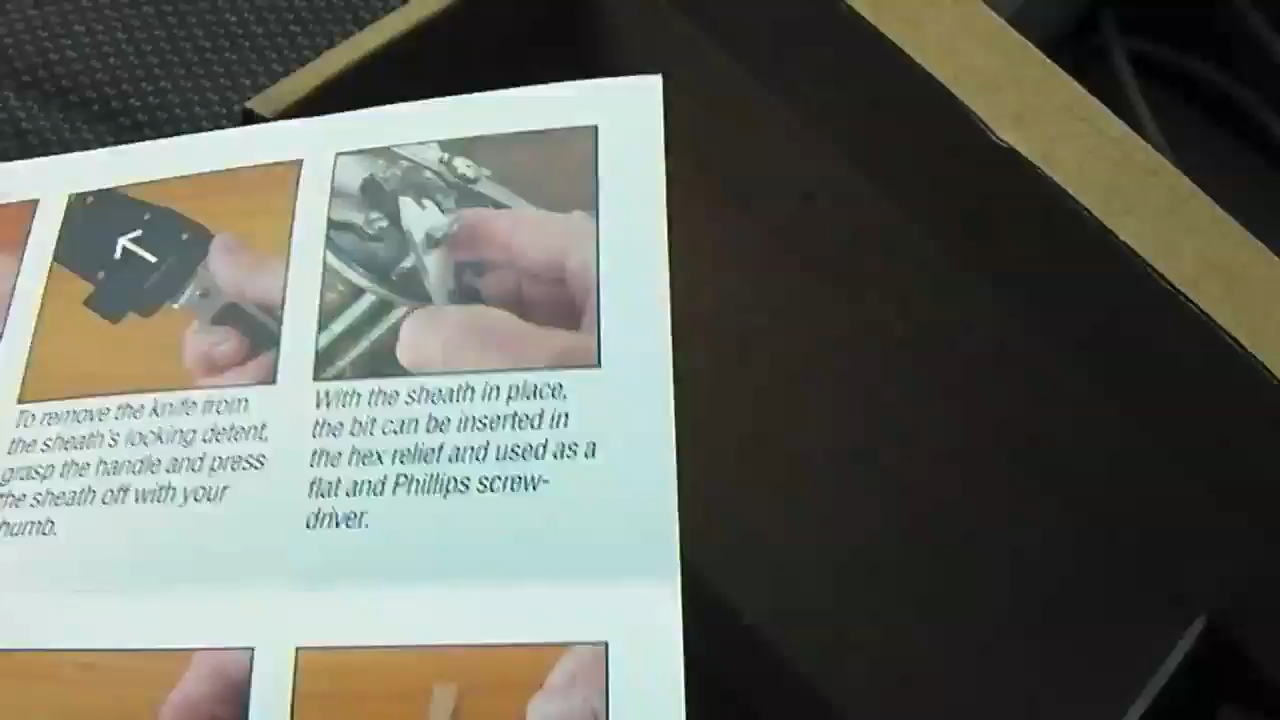 To remove the knife from
the sheath's locking detent,
grasp the handle and press
the sheath off with your
humb.
With the sheath in place,
the bit can be inserted in
the hex relief and used as a
flat and Phillips screw-
driver.